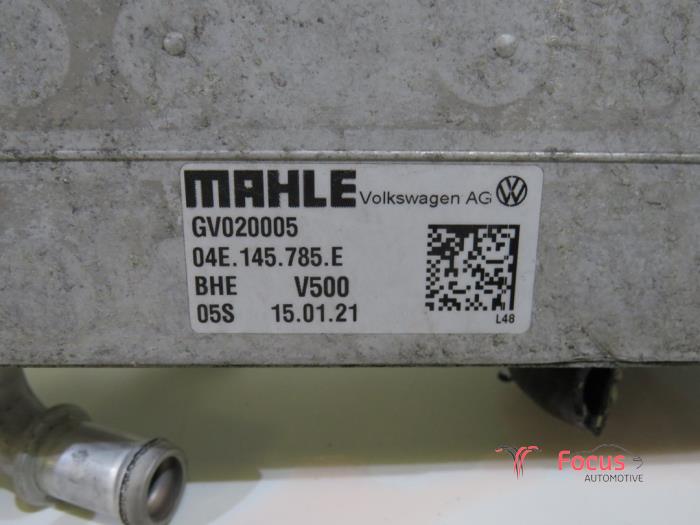 MAHLE Volkswagen AG
GV020005
04E.145.785.E
BHE V500
05S 15.01.21
L48
Focus
AUTOMOTIVE